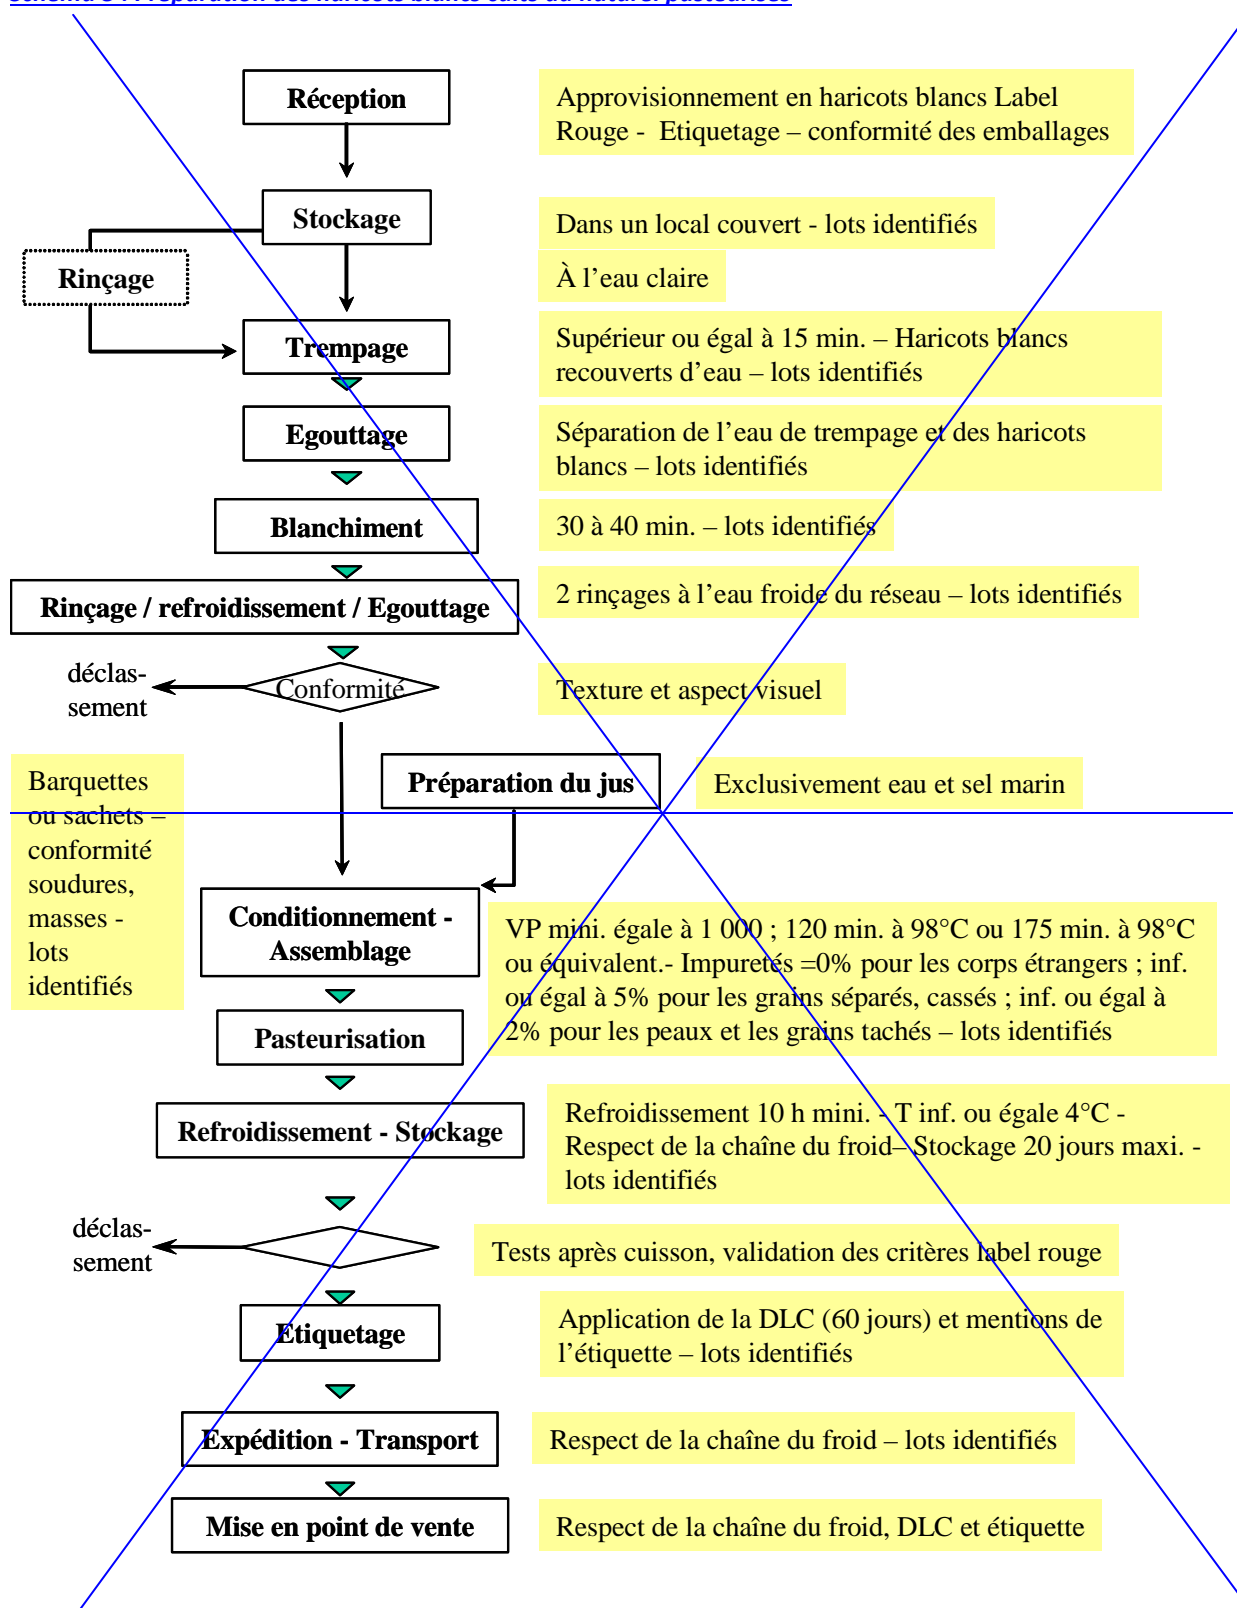 Schéma 3 : Préparation des haricots blancs cuits au naturel pasteurisés
Réception
Approvisionnement en haricots blancs Label
Rouge - Etiquetage – conformité des emballages
Stockage
Dans un local couvert - lots identifiés
Rinçage
À l’eau claire
Trempage
Supérieur ou égal à 15 min. – Haricots blancs
recouverts d’eau – lots identifiés
Egouttage
Séparation de l’eau de trempage et des haricots
blancs – lots identifiés
Blanchiment
30 à 40 min. – lots identifiés
Rinçage / refroidissement / Egouttage
2 rinçages à l’eau froide du réseau – lots identifiés
déclas-
sement
Conformité
Texture et aspect visuel
Barquettes
ou sachets –
conformité
soudures,
masses -
lots
identifiés
Préparation du jus
Exclusivement eau et sel marin
Conditionnement -
Assemblage
VP mini. égale à 1 000 ; 120 min. à 98°C ou 175 min. à 98°C
ou équivalent.- Impuretés =0% pour les corps étrangers ; inf.
ou égal à 5% pour les grains séparés, cassés ; inf. ou égal à
2% pour les peaux et les grains tachés – lots identifiés
Pasteurisation
Refroidissement - Stockage
Refroidissement 10 h mini. - T inf. ou égale 4°C -
Respect de la chaîne du froid– Stockage 20 jours maxi. -
lots identifiés
déclas-
sement
Tests après cuisson, validation des critères label rouge
Etiquetage
Application de la DLC (60 jours) et mentions de
l’étiquette – lots identifiés
Expédition - Transport
Respect de la chaîne du froid – lots identifiés
Mise en point de vente
Respect de la chaîne du froid, DLC et étiquette